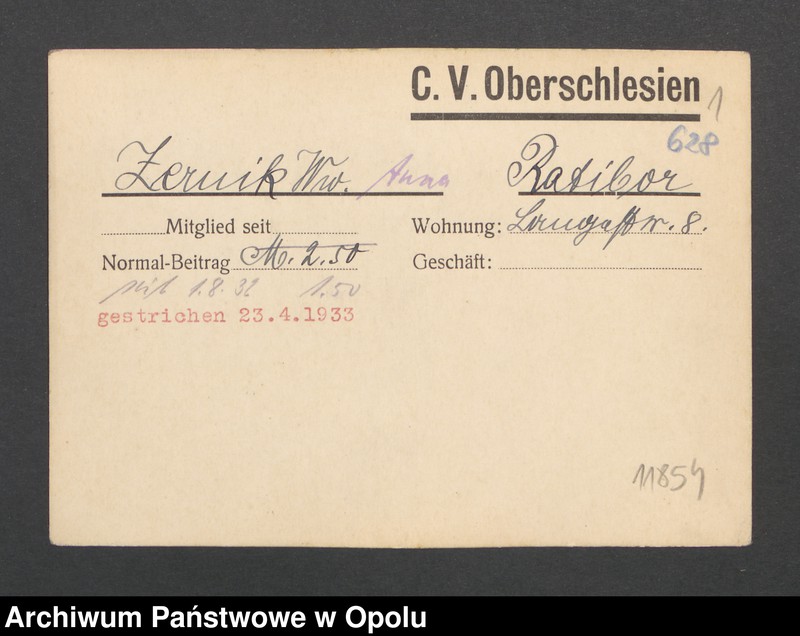 C. V. Oberschlesien
1
628
Zernik Ww. Anna
Ratibor
Mitglied seit
Wohnung: Langestr. 8.
Normal-Beitrag M. 2.50
Geschäft:
seit 1.8.32 1.50
gestrichen 23.4.1933
11854
Archiwum Państwowe w Opolu